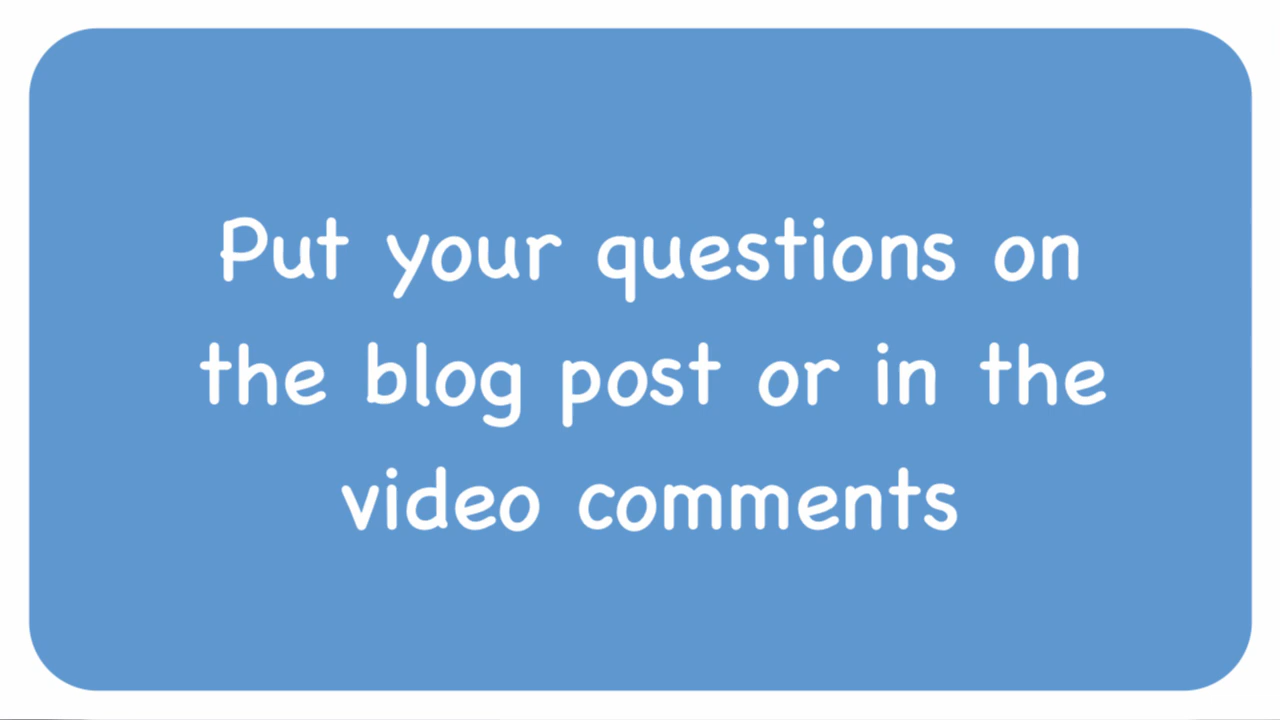 Put your questions on
the blog post or in the
video comments